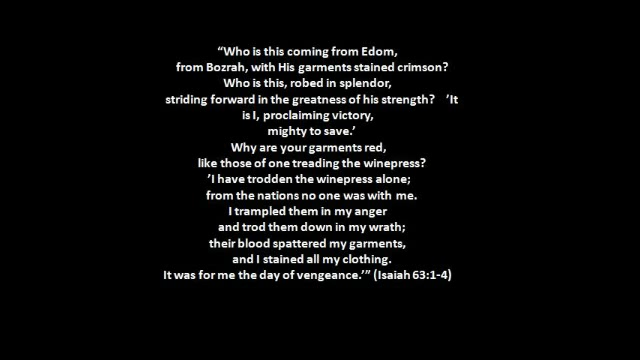 “Who is this coming from Edom,
from Bozrah, with His garments stained crimson?
Who is this, robed in splendor,
striding forward in the greatness of his strength? ’It
is I, proclaiming victory,
mighty to save.’
Why are your garments red,
like those of one treading the winepress?
’I have trodden the winepress alone;
from the nations no one was with me.
I trampled them in my anger
and trod them down in my wrath;
their blood spattered my garments,
and I stained all my clothing.
It was for me the day of vengeance.’” (Isaiah 63:1-4)